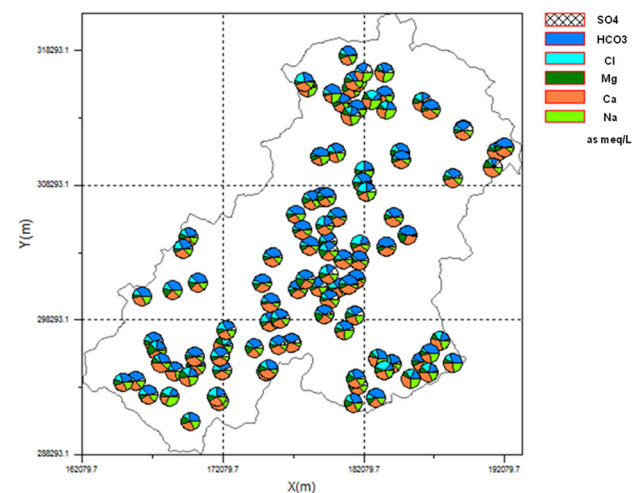 318293.1
308293.1
298293.1
288293.1
Y(m)
162079.7
172079.7
182079.7
192079.7
X(m)
SO4
HCO3
Cl
Mg
Ca
Na
as meq/L